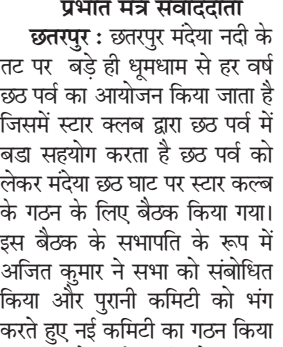 प्रभात मंत्र संवाददाता
छतरपुर : छतरपुर मंदेया नदी के
तट पर बड़े ही धूमधाम से हर वर्ष
छठ पर्व का आयोजन किया जाता है
जिसमें स्टार क्लब द्वारा छठ पर्व में
बडा सहयोग करता है छठ पर्व को
लेकर मंदेया छठ घाट पर स्टार कल्ब
के गठन के लिए बैठक किया गया।
इस बैठक के सभापति के रूप में
अजित कुमार ने सभा को संबोधित
किया और पुरानी कमिटी को भंग
करते हुए नई कमिटी का गठन किया